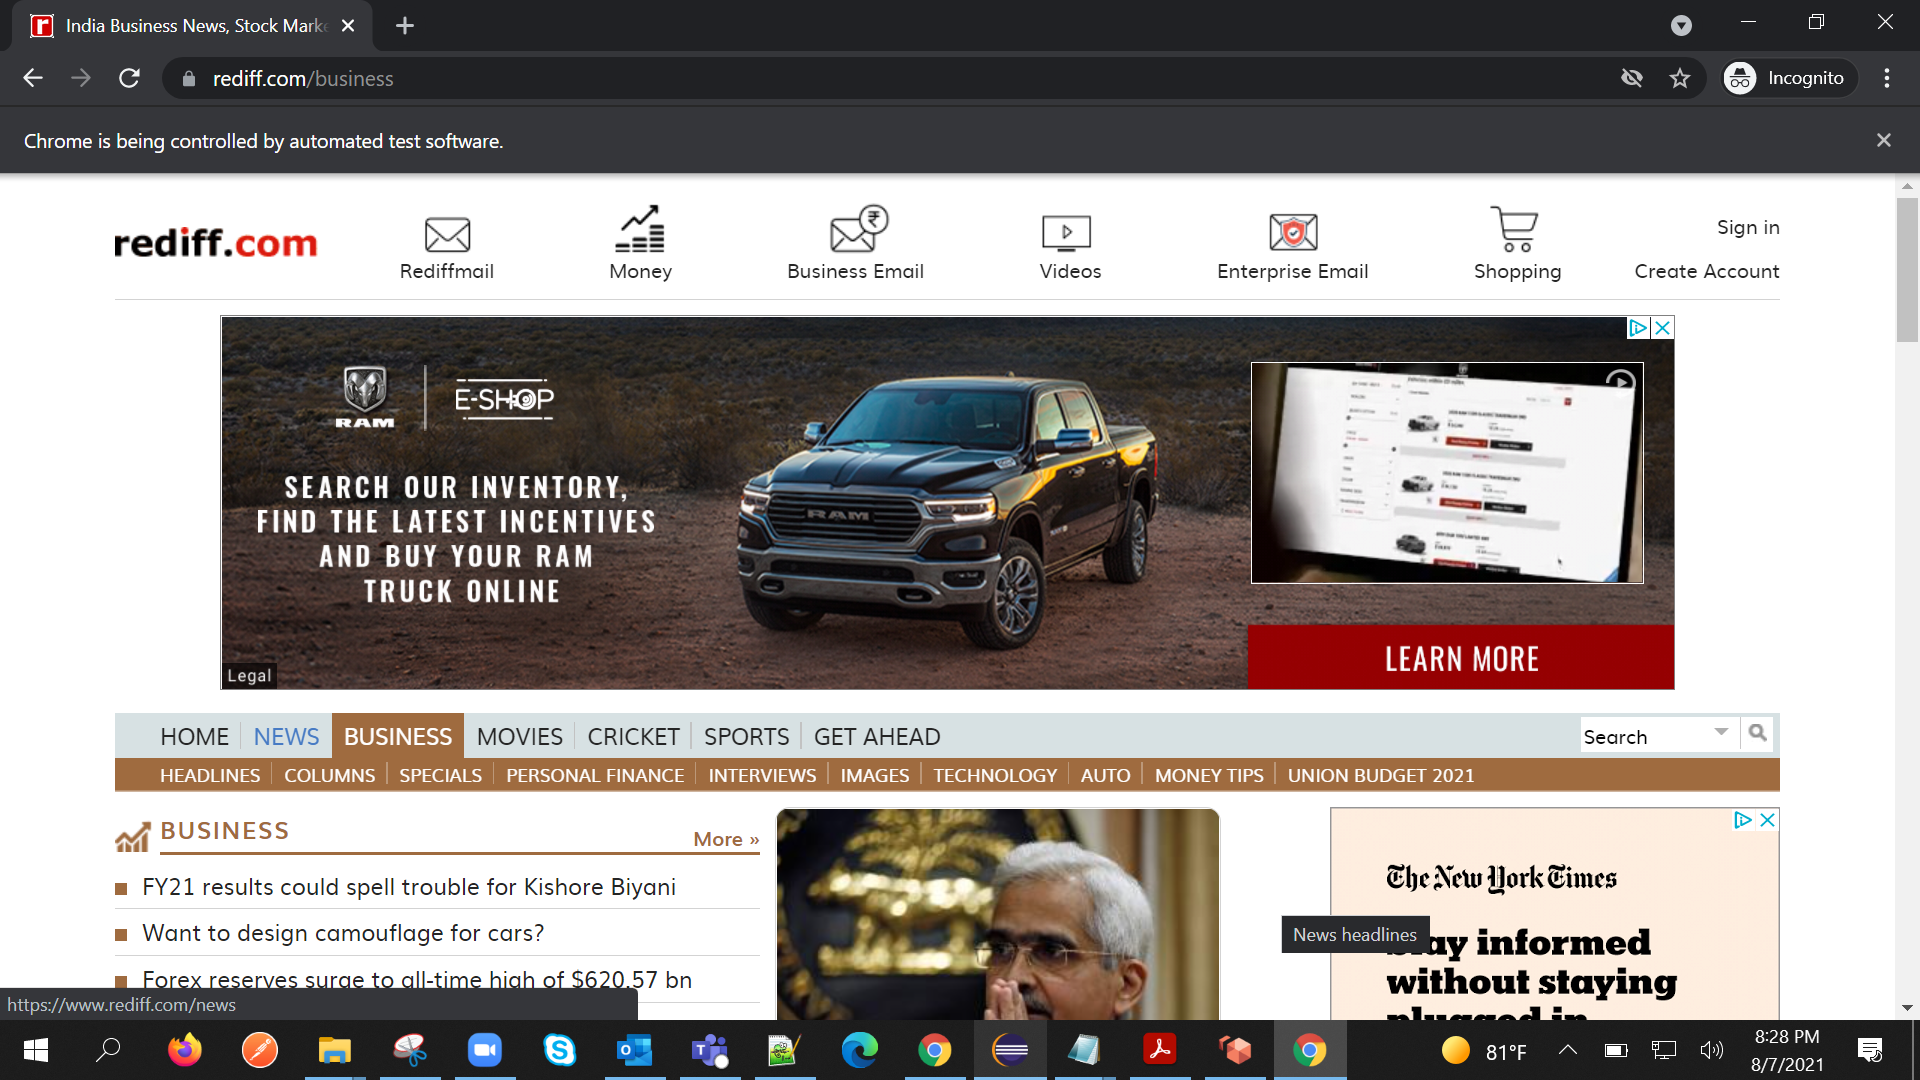 India Business News, Stock Marke
rediff.com/business
Incognito
Chrome is being controlled by automated test software.
rediff.com
Rediffmail
Money
Business Email
Videos
Enterprise Email
Shopping
Sign in
Create Account
RAM
E-SHOP
SEARCH OUR INVENTORY,
FIND THE LATEST INCENTIVES
AND BUY YOUR RAM
TRUCK ONLINE
RAM
LEARN MORE
Legal
HOME
NEWS
BUSINESS
MOVIES
CRICKET
SPORTS
GET AHEAD
Search
HEADLINES
COLUMNS
SPECIALS
PERSONAL FINANCE
INTERVIEWS
IMAGES
TECHNOLOGY
AUTO
MONEY TIPS
UNION BUDGET 2021
BUSINESS
More »
FY21 results could spell trouble for Kishore Biyani
Want to design camouflage for cars?
Forex reserves surge to all-time high of $620.57 bn
The New York Times
News headlines
ay informed
without staying
plugged in
https://www.rediff.com/news
81°F
8:28 PM
8/7/2021